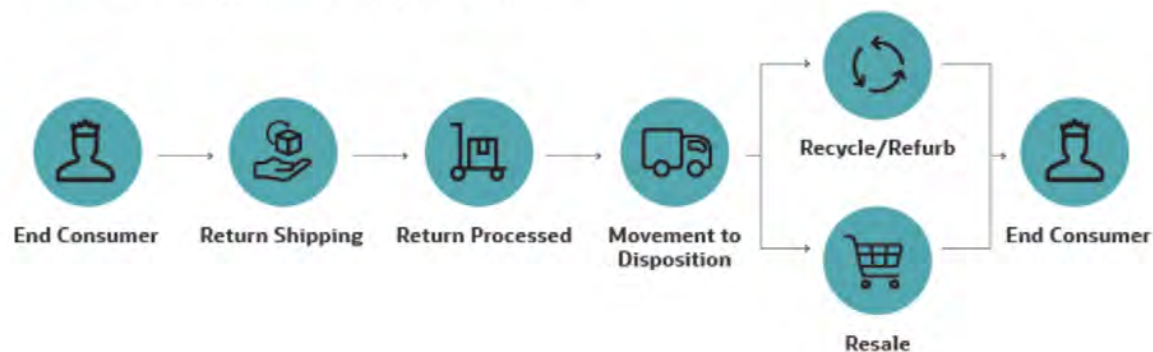 Recycle/Refurb
End Consumer
Return Shipping
Return Processed
Movement to
Disposition
End Consumer
Resale